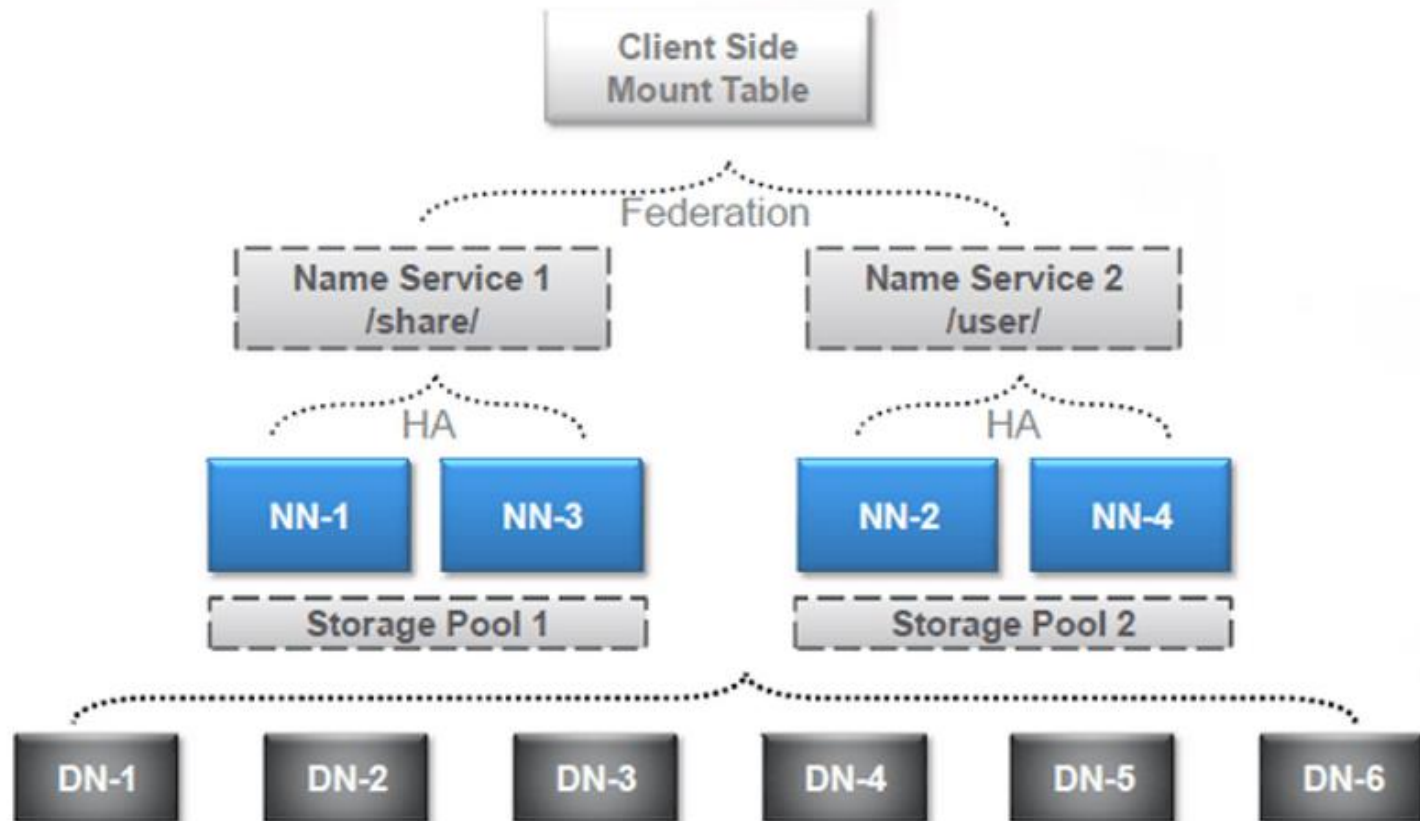 Client Side
Mount Table
Federation
Name Service 1
/share/
Name Service 2
/user/
HA
HA
NN-1
NN-3
NN-2
NN-4
Storage Pool 1
Storage Pool 2
DN-1
DN-2
DN-3
DN-4
DN-5
DN-6